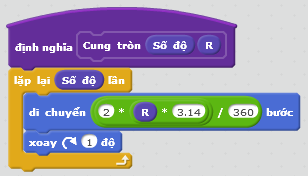 định nghĩa Cung tròn Số độ R
lặp lại Số độ lần
di chuyển 2 * R * 3.14 / 360 bước
xoay 1 độ